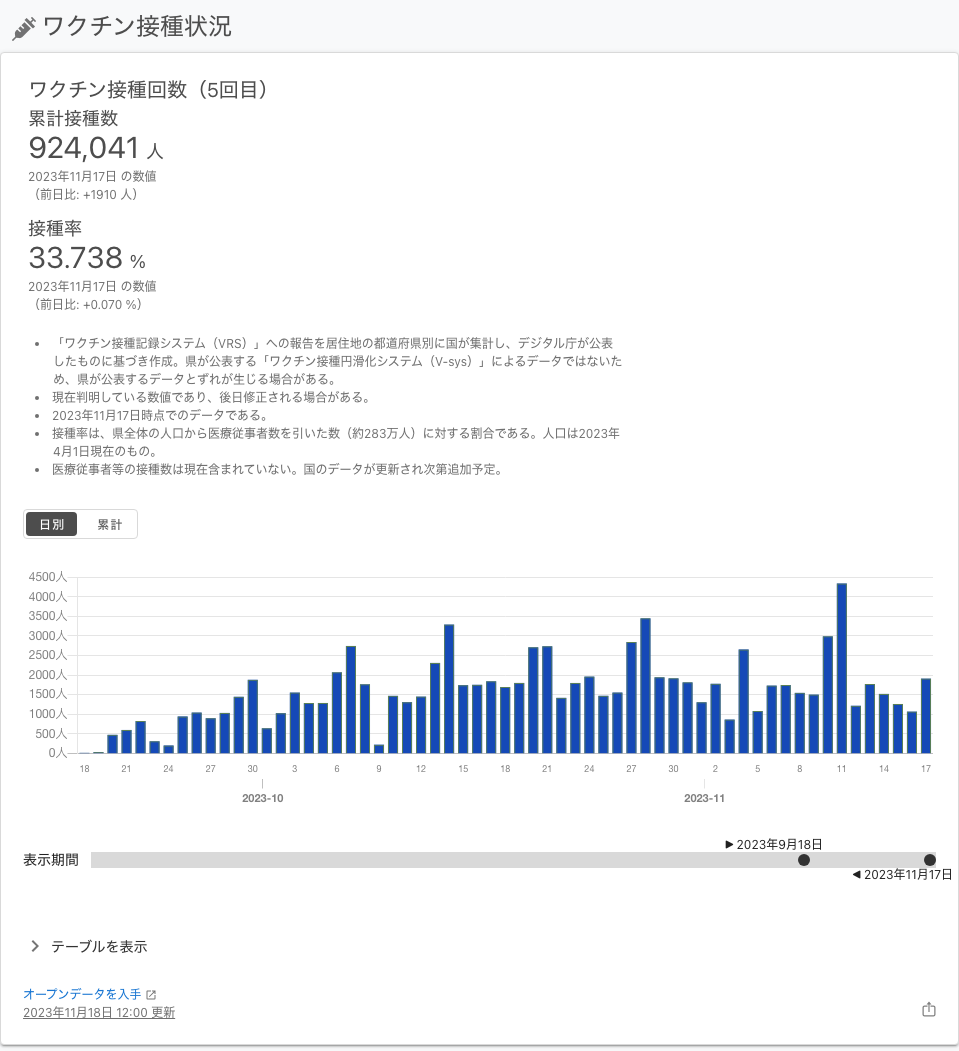 ワクチン接種状況
ワクチン接種回数（5回目）
累計接種数
924,041 人
2023年11月17日 の数値
（前日比: +1910 人）
接種率
33.738 %
2023年11月17日 の数値
（前日比: +0.070 %）
• 「ワクチン接種記録システム（VRS）」への報告を居住地の都道府県別に国が集計し、デジタル庁が公表
したものに基づき作成。県が公表する「ワクチン接種円滑化システム（V-sys）」によるデータではないた
め、県が公表するデータとずれが生じる場合がある。
• 現在判明している数値であり、後日修正される場合がある。
• 2023年11月17日時点でのデータである。
• 接種率は、県全体の人口から医療従事者数を引いた数（約283万人）に対する割合である。人口は2023年
4月1日現在のもの。
• 医療従事者等の接種数は現在含まれていない。国のデータが更新され次第追加予定。
日別 累計
4500人
4000人
3500人
3000人
2500人
2000人
1500人
1000人
500人
0人
18 21 24 27 30 3 6 9 12 15 18 21 24 27 30 2 5 8 11 14 17
2023-10 2023-11
▶ 2023年9月18日
表示期間
◀ 2023年11月17日
テーブルを表示
オープンデータを入手
2023年11月18日 12:00 更新